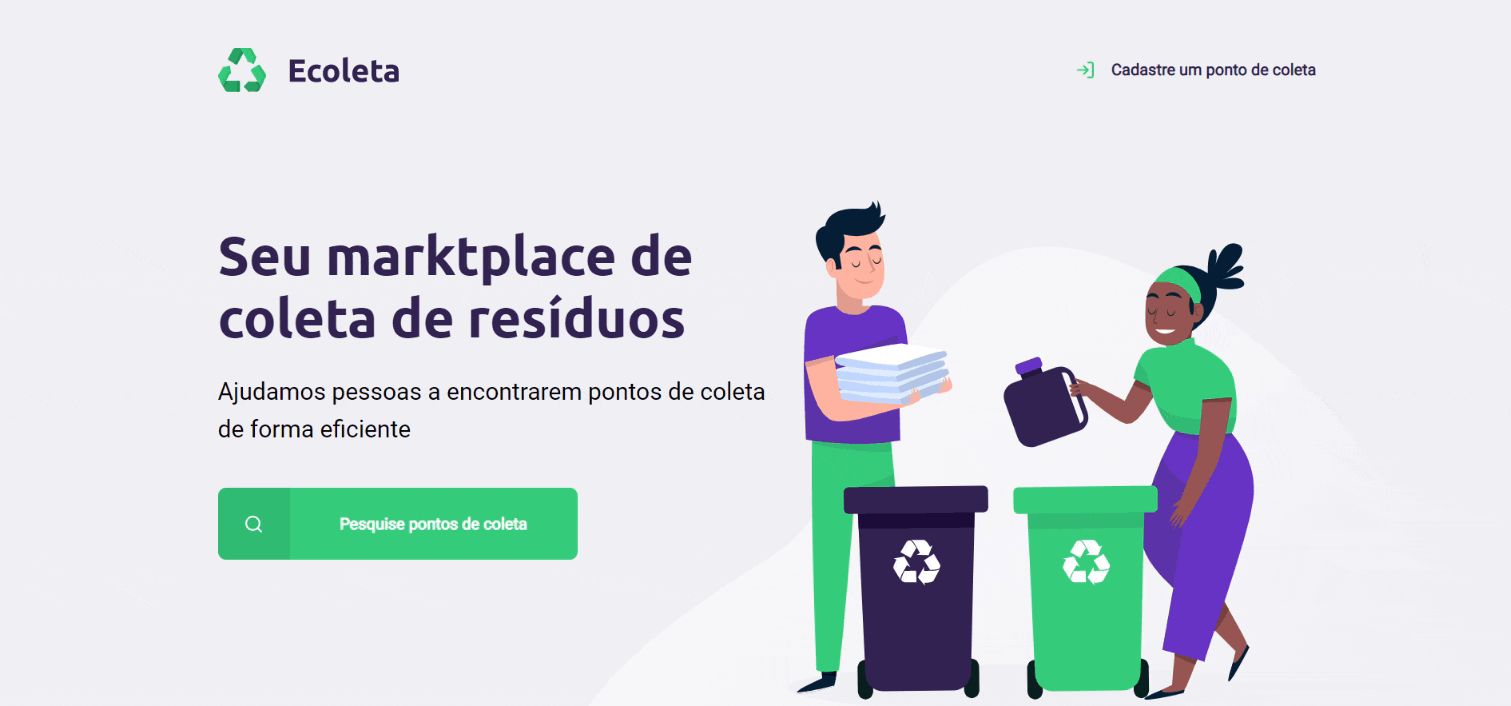 Ecoleta
Cadastre um ponto de coleta
Seu marktplace de
coleta de resíduos
Ajudamos pessoas a encontrarem pontos de coleta
de forma eficiente
Pesquise pontos de coleta